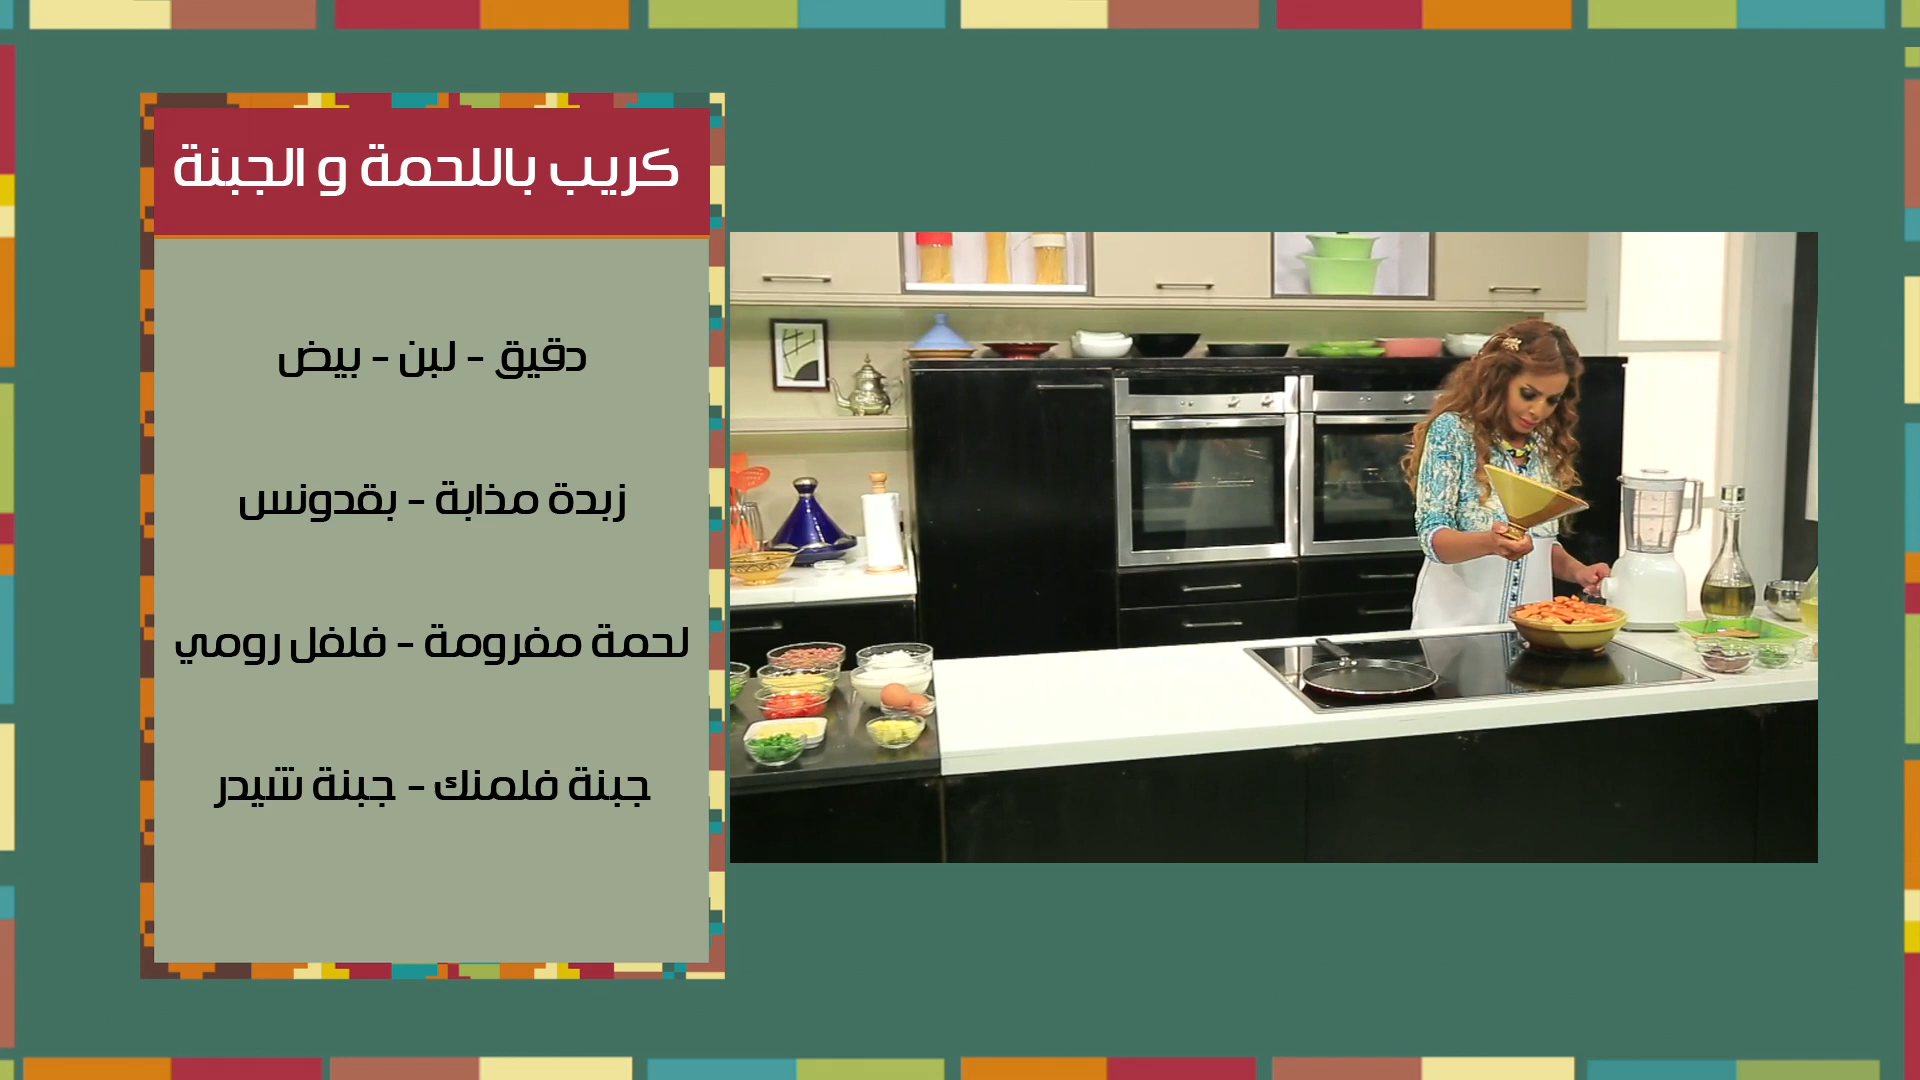 كريب باللحمة و الجبنة
دقيق - لبن - بيض
زبدة مذابة - بقدونس
لحمة مفرومة - فلفل رومي
جبنة فلمنك - جبنة شيدر